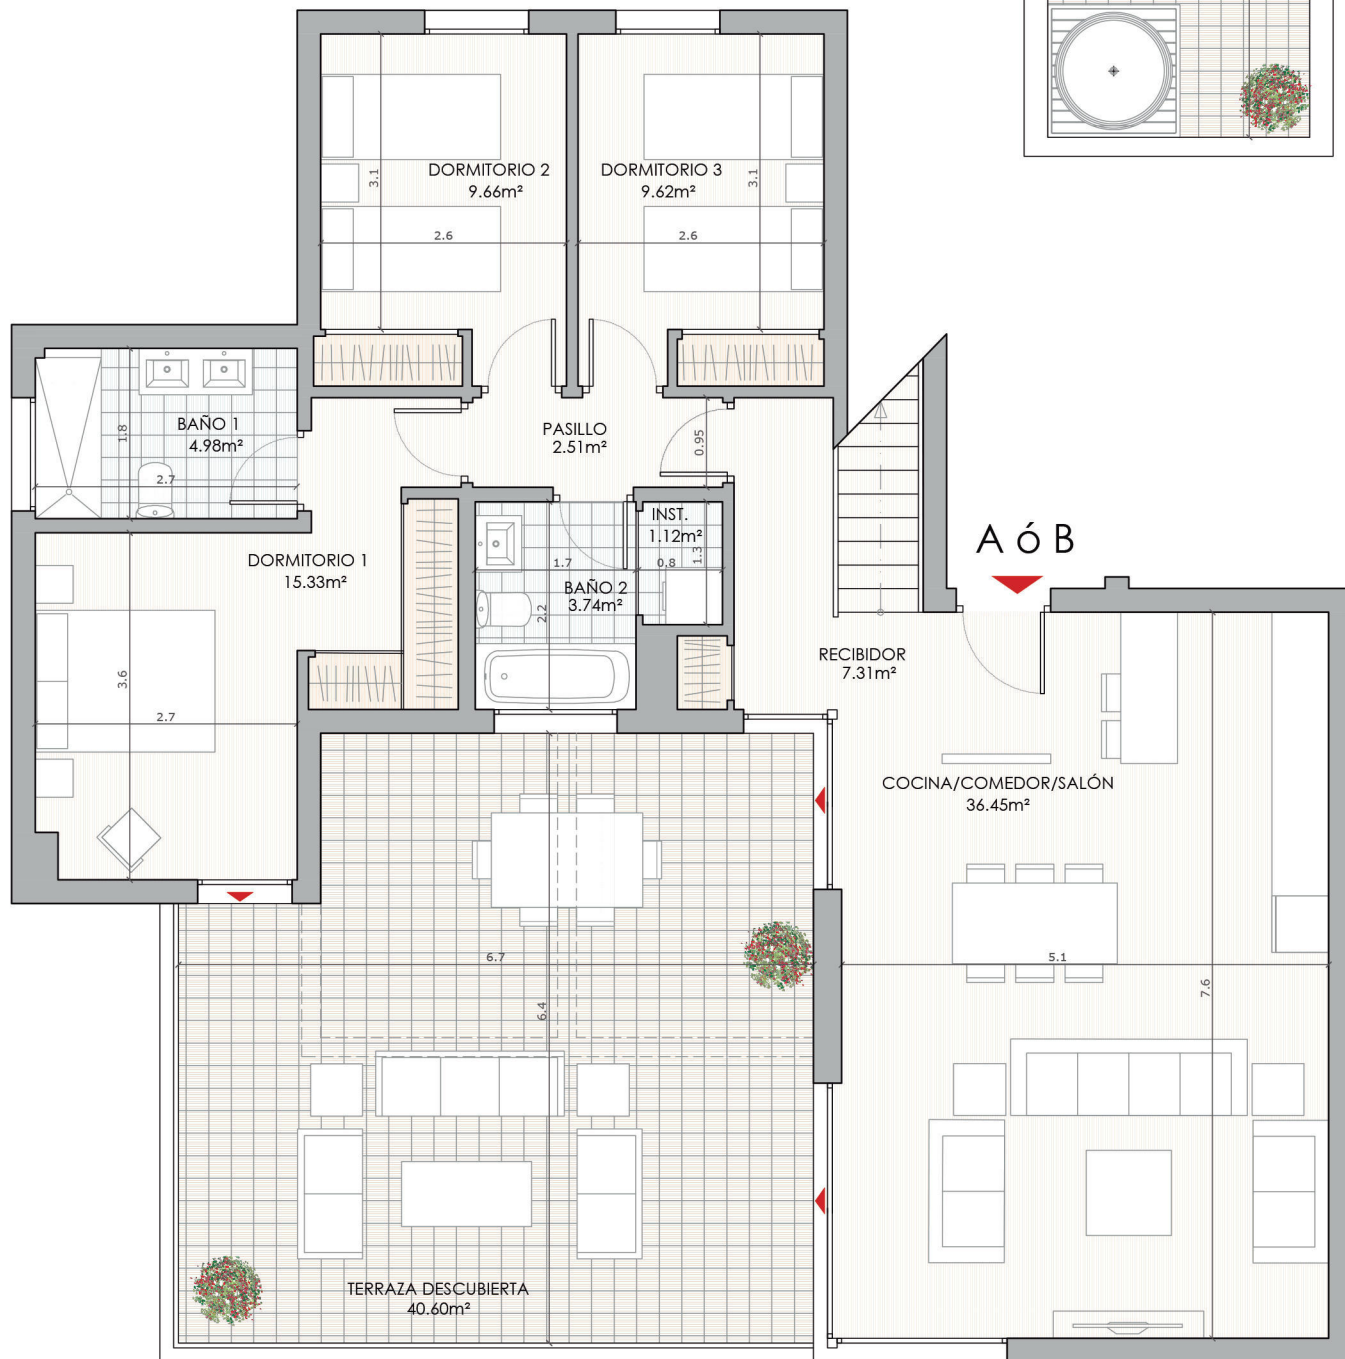 DORMITORIO 2
9.66m²
3.1
2.6
DORMITORIO 3
9.62m²
3.1
2.6
BAÑO 1
4.98m²
1.8
2.7
PASILLO
2.51m²
0.95
INST.
1.12m²
0.8
1.3
A ó B
DORMITORIO 1
15.33m²
3.6
2.7
1.7
BAÑO 2
3.74m²
2.2
RECIBIDOR
7.31m²
COCINA/COMEDOR/SALÓN
36.45m²
5.1
7.6
6.7
6.4
TERRAZA DESCUBIERTA
40.60m²